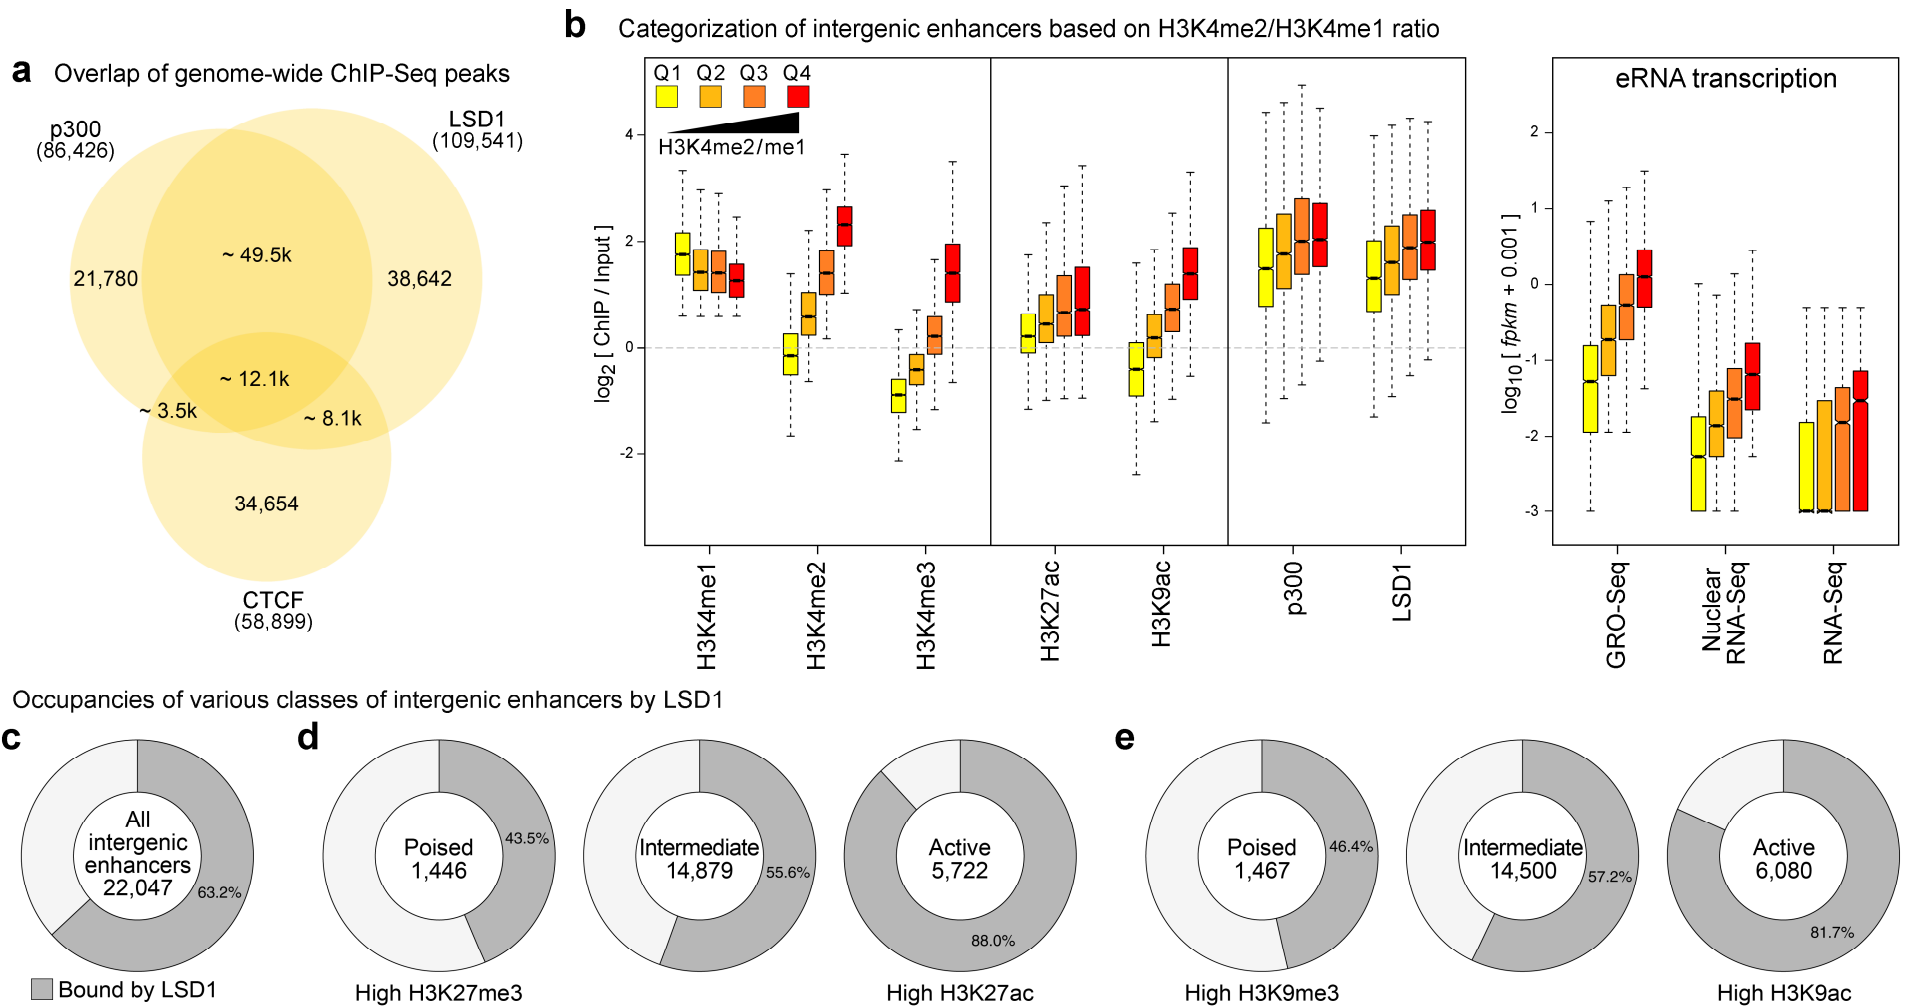 a Overlap of genome-wide ChIP-Seq peaks
p300
(86,426)
LSD1
(109,541)
~ 49.5k
21,780
38,642
~ 12.1k
~ 3.5k
~ 8.1k
34,654
CTCF
(58,899)
b Categorization of intergenic enhancers based on H3K4me2/H3K4me1 ratio
Q1 Q2 Q3 Q4
H3K4me2/me1
log2 [ ChIP / Input ]
4
2
0
-2
H3K4me1
H3K4me2
H3K4me3
H3K27ac
H3K9ac
p300
LSD1
eRNA transcription
log10 [ fpkm + 0.001 ]
2
1
0
-1
-2
-3
GRO-Seq
Nuclear
RNA-Seq
RNA-Seq
Occupancies of various classes of intergenic enhancers by LSD1
c
All
intergenic
enhancers
22,047
63.2%
Bound by LSD1
d
Poised
1,446
43.5%
High H3K27me3
Intermediate
14,879
55.6%
Active
5,722
88.0%
High H3K27ac
e
Poised
1,467
46.4%
High H3K9me3
Intermediate
14,500
57.2%
Active
6,080
81.7%
High H3K9ac